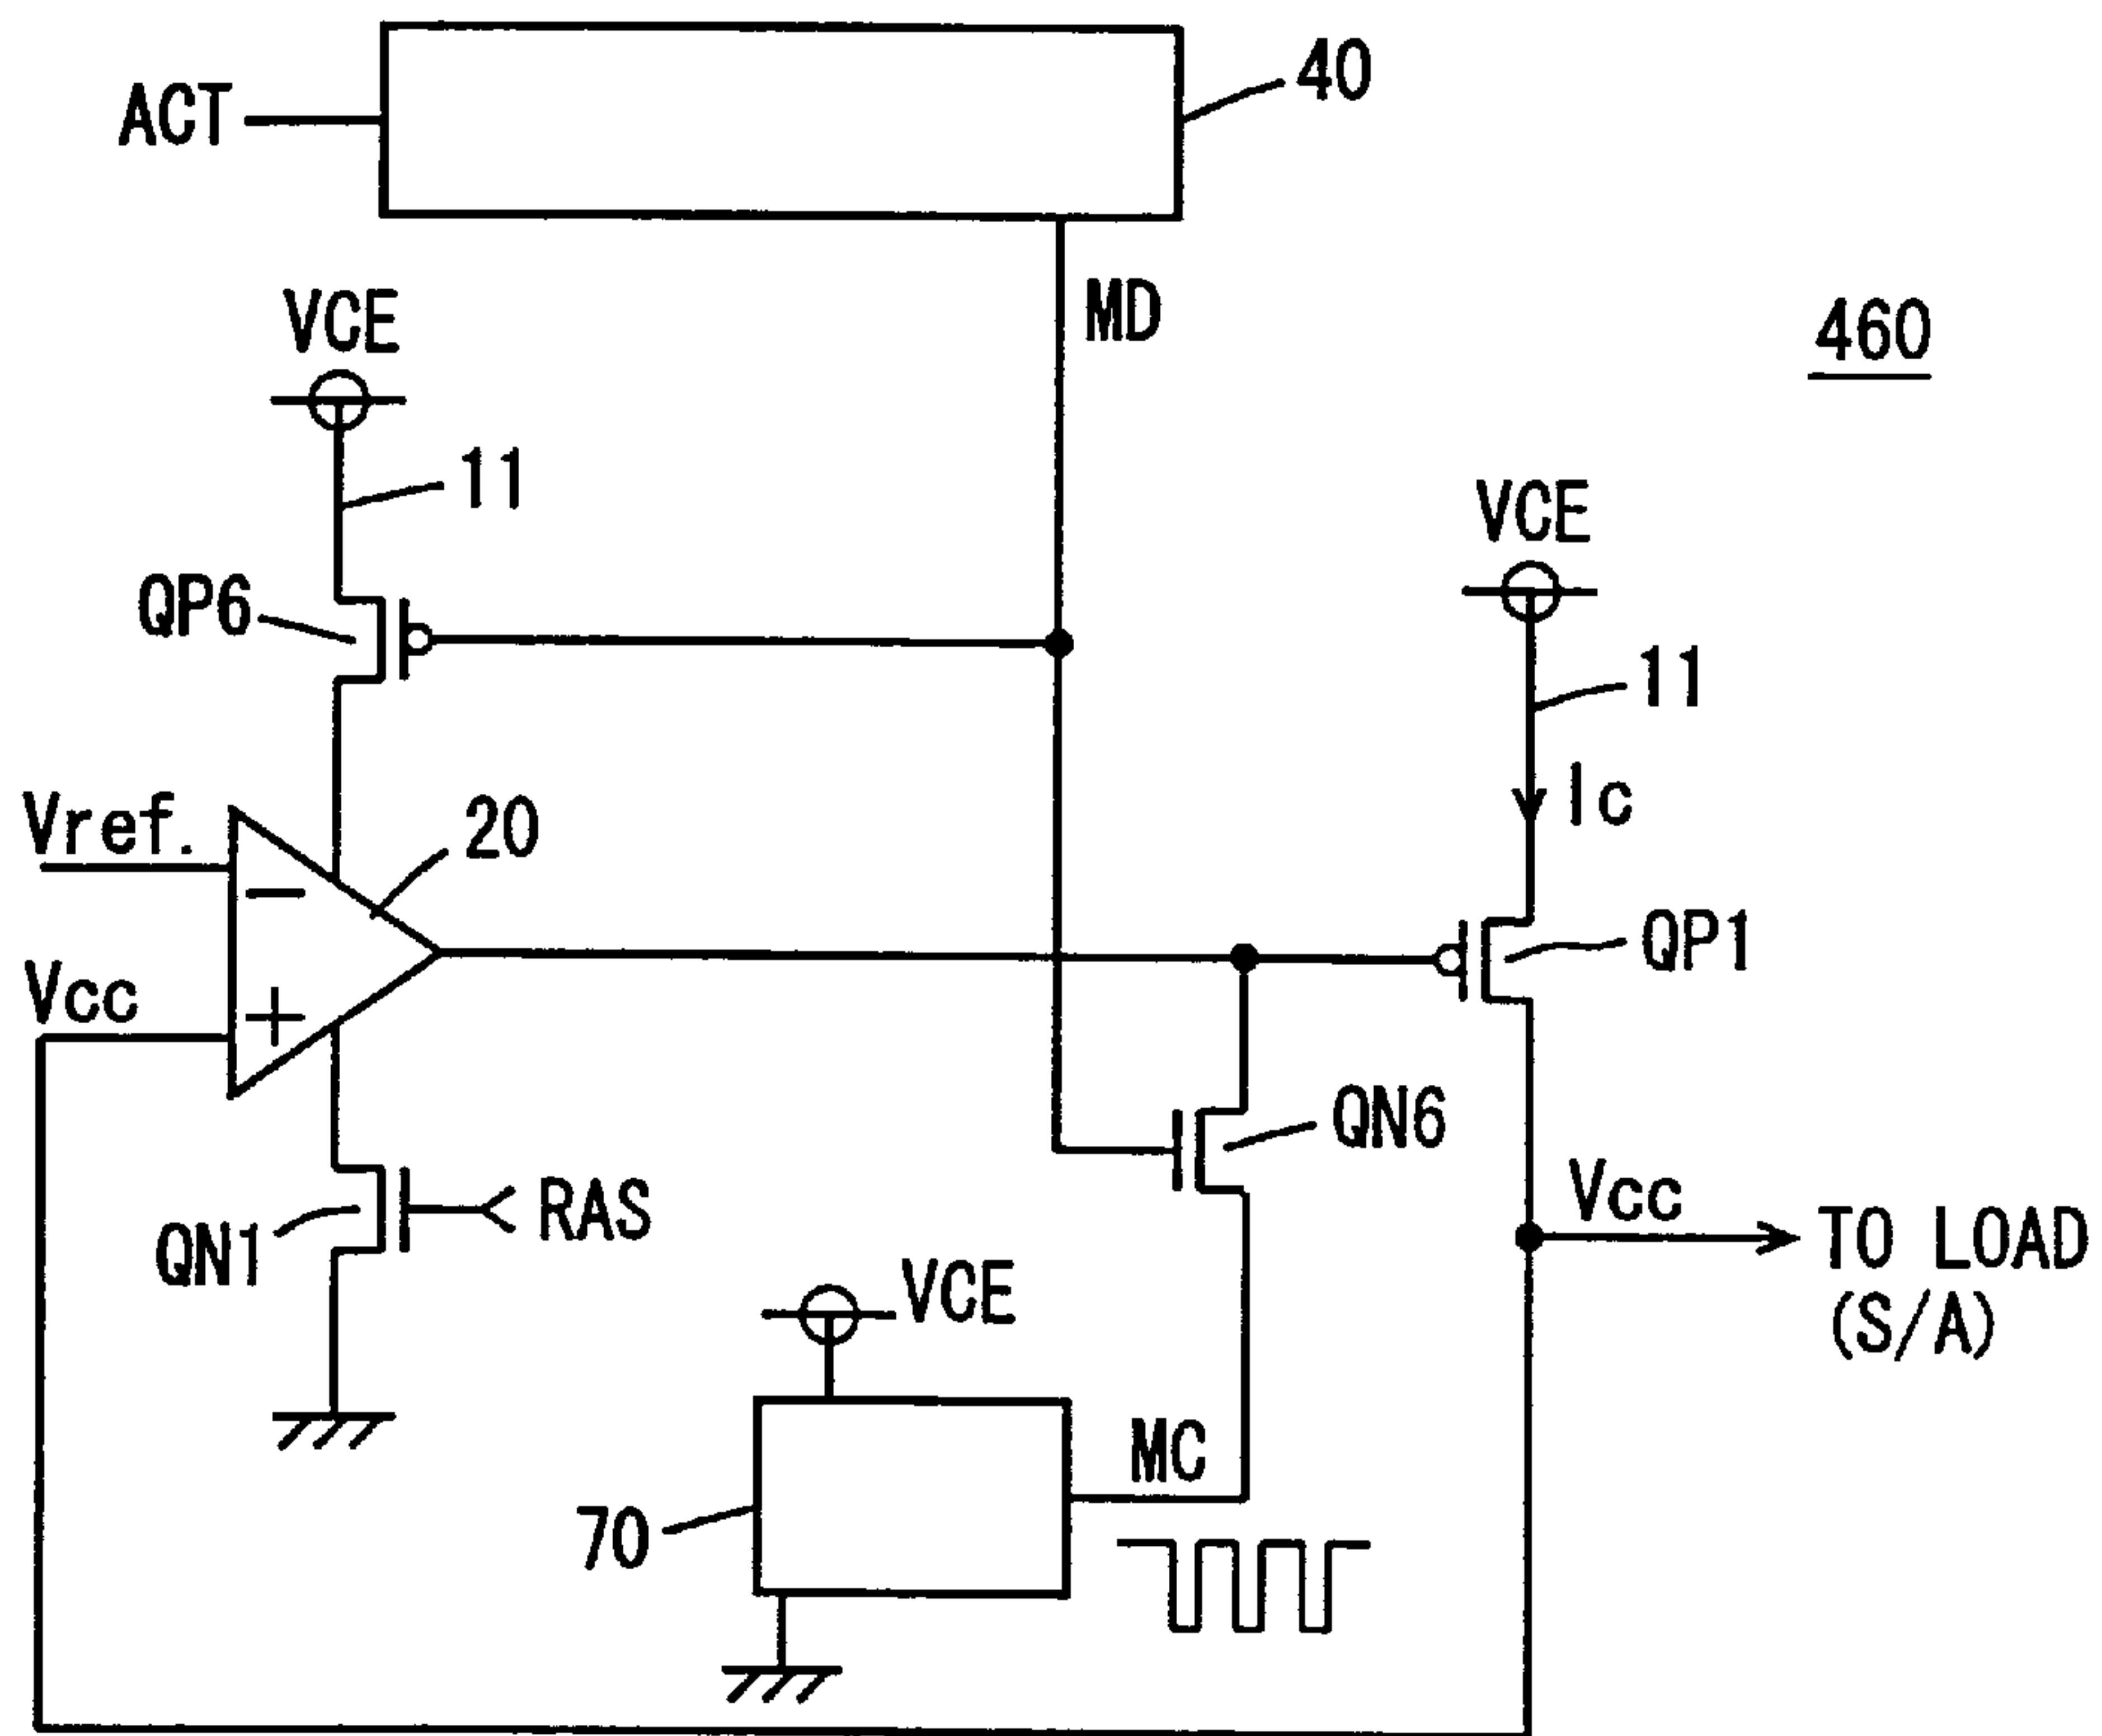 40
ACT
MD
VCE
460
11
VCE
QP6
11
Ic
Vref.
20
−
QP1
Vcc
+
QN6
RAS
Vcc
TO LOAD
(S/A)
QN1
VCE
MC
70